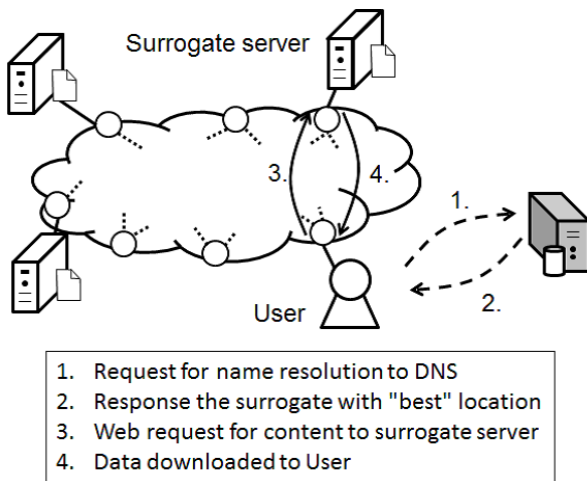 Surrogate server
3.
4.
1.
2.
User
1. Request for name resolution to DNS
2. Response the surrogate with "best" location
3. Web request for content to surrogate server
4. Data downloaded to User